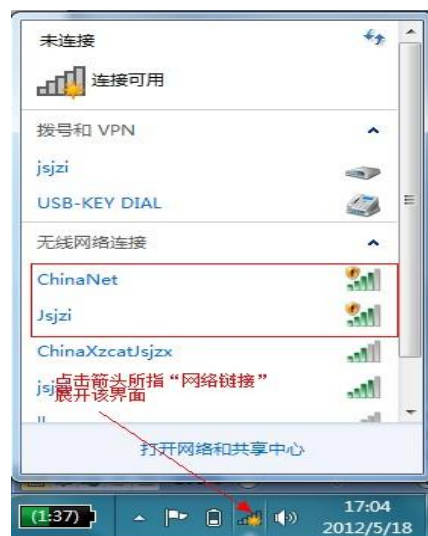 未连接
连接可用
拨号和 VPN
jsjzi
USB-KEY DIAL
无线网络连接
ChinaNet
Jsjzi
ChinaXzcatJsjzx
点击箭头所指“网络链接”
展开该界面
打开网络和共享中心
(1:37)
17:04
2012/5/18